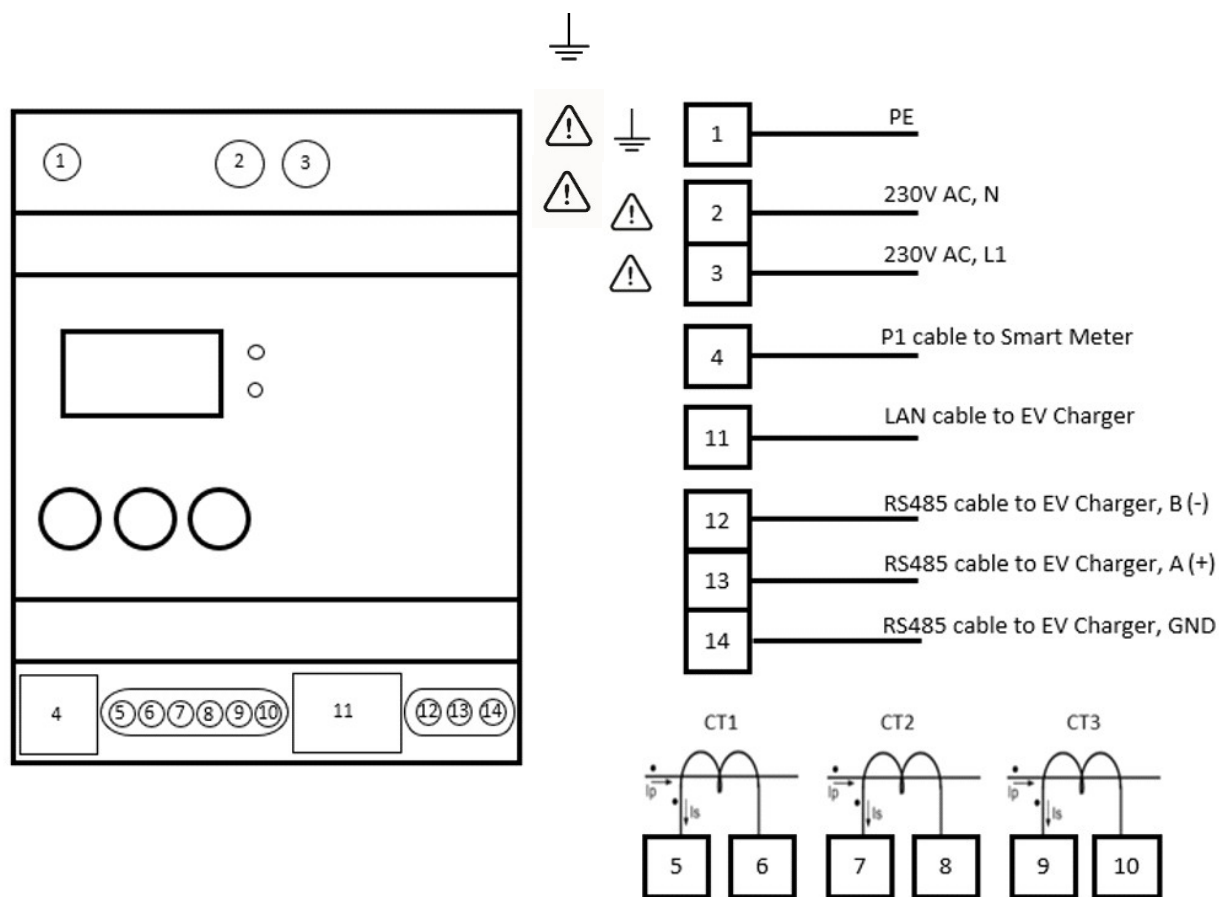 1 2 3
4 5 6 7 8 9 10 11 12 13 14
1 PE
2 230V AC, N
3 230V AC, L1
4 P1 cable to Smart Meter
11 LAN cable to EV Charger
12 RS485 cable to EV Charger, B (-)
13 RS485 cable to EV Charger, A (+)
14 RS485 cable to EV Charger, GND
CT1 CT2 CT3
Ip Ip Ip
Is Is Is
5 6 7 8 9 10